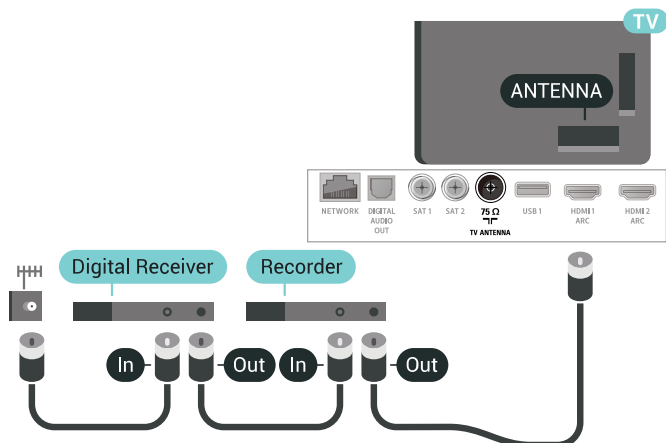 TV
ANTENNA
NETWORK
DIGITAL
AUDIO
OUT
SAT 1
SAT 2
75 Ω
TV ANTENNA
USB 1
HDMI 1
ARC
HDMI 2
ARC
Digital Receiver
Recorder
In
Out
In
Out